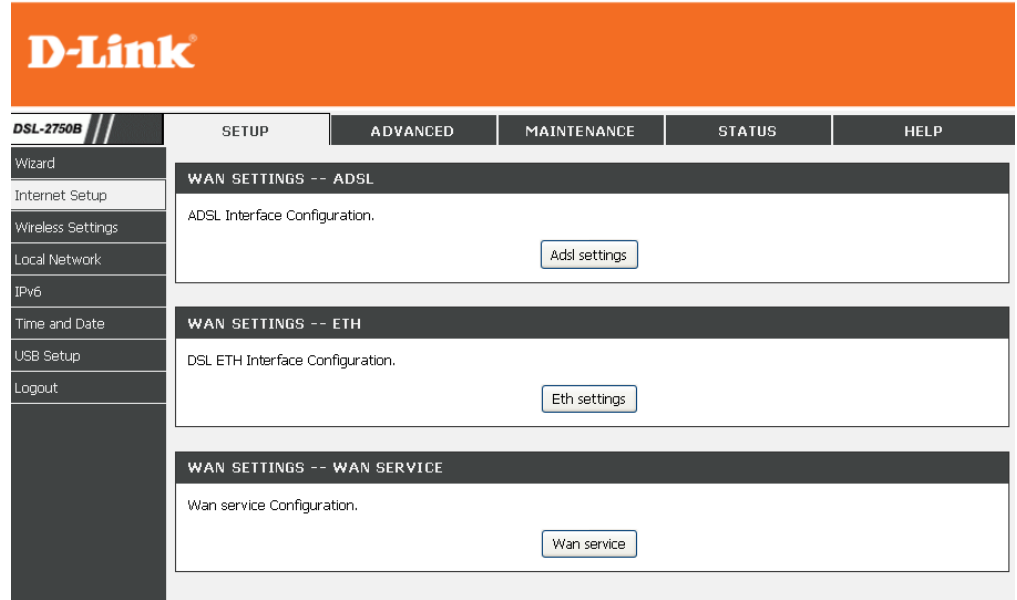 D-Link
DSL-2750B
SETUP
ADVANCED
MAINTENANCE
STATUS
HELP
Wizard
Internet Setup
Wireless Settings
Local Network
IPv6
Time and Date
USB Setup
Logout
WAN SETTINGS -- ADSL
ADSL Interface Configuration.
Adsl settings
WAN SETTINGS -- ETH
DSL ETH Interface Configuration.
Eth settings
WAN SETTINGS -- WAN SERVICE
Wan service Configuration.
Wan service